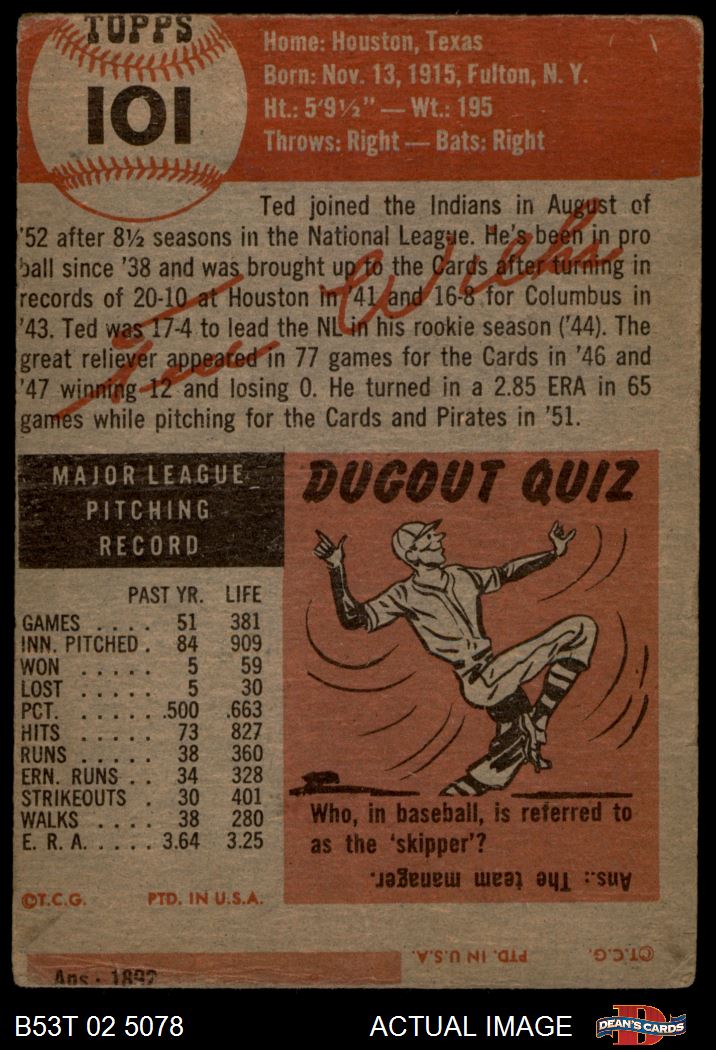 TOPPS
101
Home: Houston, Texas
Born: Nov. 13, 1915, Fulton, N. Y.
Ht.: 5'9½" — Wt.: 195
Throws: Right — Bats: Right
Ted joined the Indians in August of
'52 after 8½ seasons in the National League. He's been in pro
ball since '38 and was brought up to the Cards after turning in
records of 20-10 at Houston in '41 and 16-8 for Columbus in
'43. Ted was 17-4 to lead the NL in his rookie season ('44). The
great reliever appeared in 77 games for the Cards in '46 and
'47 winning 12 and losing 0. He turned in a 2.85 ERA in 65
games while pitching for the Cards and Pirates in '51.
Ted Wilks
MAJOR LEAGUE
PITCHING
RECORD
PAST YR. LIFE
GAMES . . . . 51 381
INN. PITCHED . 84 909
WON . . . . . 5 59
LOST . . . . . 5 30
PCT. . . . . . .500 .663
HITS . . . . . 73 827
RUNS . . . . . 38 360
ERN. RUNS . . 34 328
STRIKEOUTS . 30 401
WALKS . . . . 38 280
E. R. A. . . . . . 3.64 3.25
©T.C.G. PTD. IN U.S.A.
DUGOUT QUIZ
Who, in baseball, is referred to
as the 'skipper'?
Ans.: The team manager.
©T.C.G. PTD. IN U.S.A.
Ans.: 1892
B53T 02 5078 ACTUAL IMAGE
D
DEAN'S CARDS